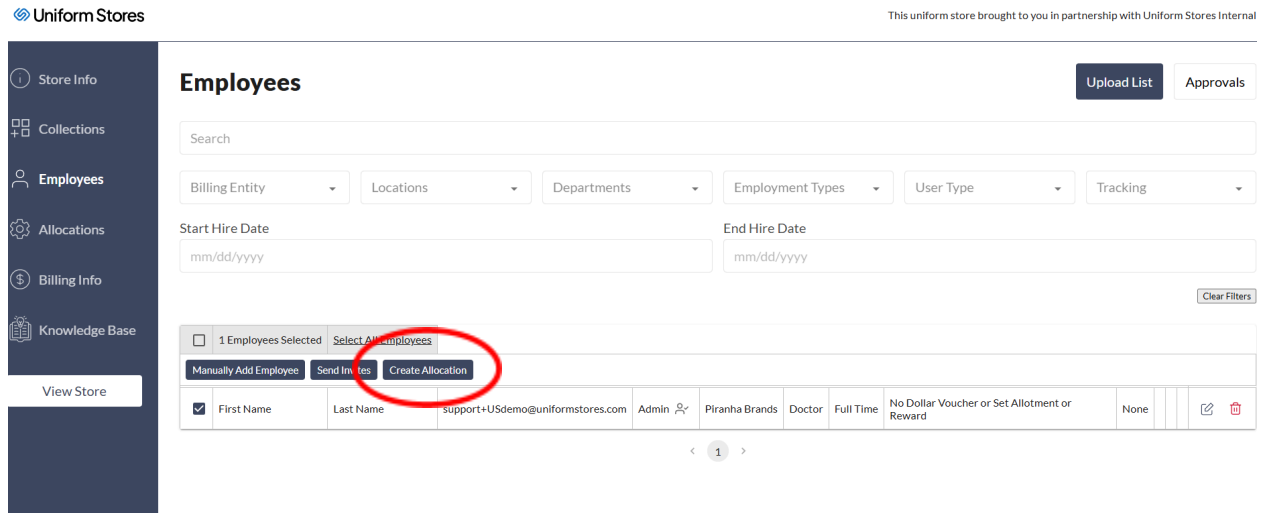 Uniform Stores
This uniform store brought to you in partnership with Uniform Stores Internal
Store Info
Collections
Employees
Allocations
Billing Info
Knowledge Base
View Store
Employees
Upload List
Approvals
Search
Billing Entity
Locations
Departments
Employment Types
User Type
Tracking
Start Hire Date
End Hire Date
mm/dd/yyyy
mm/dd/yyyy
Clear Filters
1 Employees Selected
Select All Employees
Manually Add Employee
Send Invites
Create Allocation
First Name
Last Name
support+USdemo@uniformstores.com
Admin
Piranha Brands
Doctor
Full Time
No Dollar Voucher or Set Allotment or
Reward
None
< 1 >